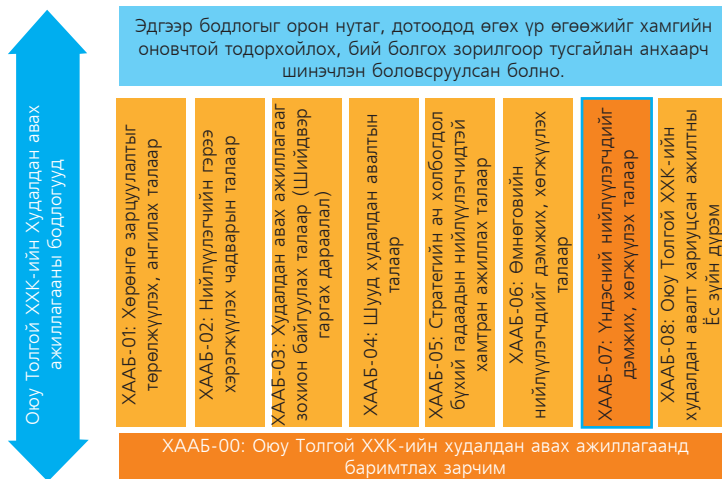 Эдгээр бодлогыг орон нутаг, дотоодод өгөх үр өгөөжийг хамгийн
оновчтой тодорхойлох, бий болгох зорилгоор тусгайлан анхаарч
шинэчлэн боловсруулсан болно.
Оюу Толгой ХХК-ийн Худалдан авах
ажиллагааны бодлогууд
ХААБ-01: Хөрөнгө зарцуулалтыг
төрөлжүүлэх, ангилах талаар
ХААБ-02: Нийлүүлэгчийн гэрээ
хэрэгжүүлэх чадварын талаар
ХААБ-03: Худалдан авах ажиллагааг
зохион байгуулах талаар (Шийдвэр
гаргах дараалал)
ХААБ-04: Шууд худалдан авалтын
талаар
ХААБ-05: Стратегийн ач холбогдол
бүхий гадаадын нийлүүлэгчидтэй
хамтран ажиллах талаар
ХААБ-06: Өмнөговийн
нийлүүлэгчдийг дэмжих, хөгжүүлэх
талаар
ХААБ-07: Үндэсний нийлүүлэгчдийг
дэмжих, хөгжүүлэх талаар
ХААБ-08: Оюу Толгой ХХК-ийн
худалдан авалт хариуцсан ажилтны
Ёс зүйн дүрэм
ХААБ-00: Оюу Толгой ХХК-ийн худалдан авах ажиллагаанд
баримтлах зарчим